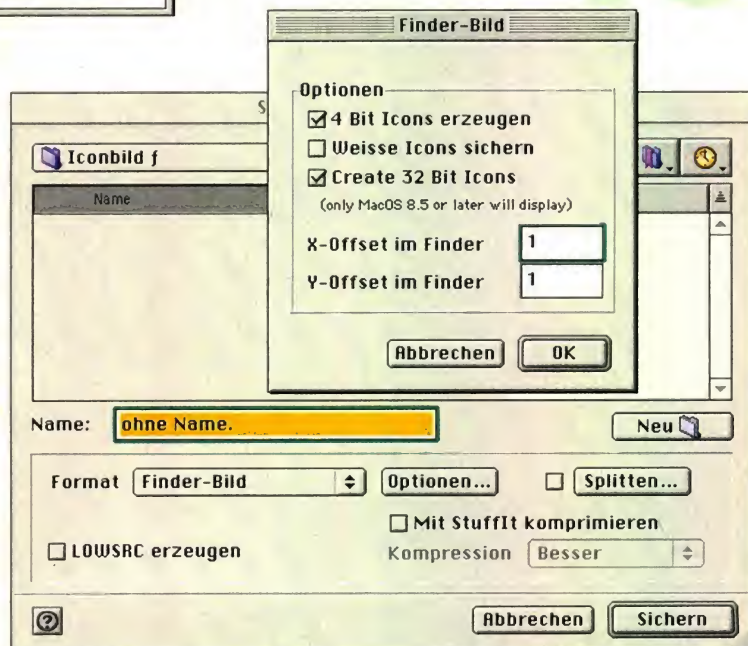 Finder-Bild
Optionen
4 Bit Icons erzeugen
Weisse Icons sichern
Create 32 Bit Icons
(only MacOS 8.5 or later will display)
X-Offset im Finder 1
Y-Offset im Finder 1
Abbrechen OK
S
Iconbild ƒ
Name
Name: ohne Name.
Neu
Format Finder-Bild Optionen... Splitten...
Mit StuffIt komprimieren
LOWSRC erzeugen Kompression Besser
Abbrechen Sichern